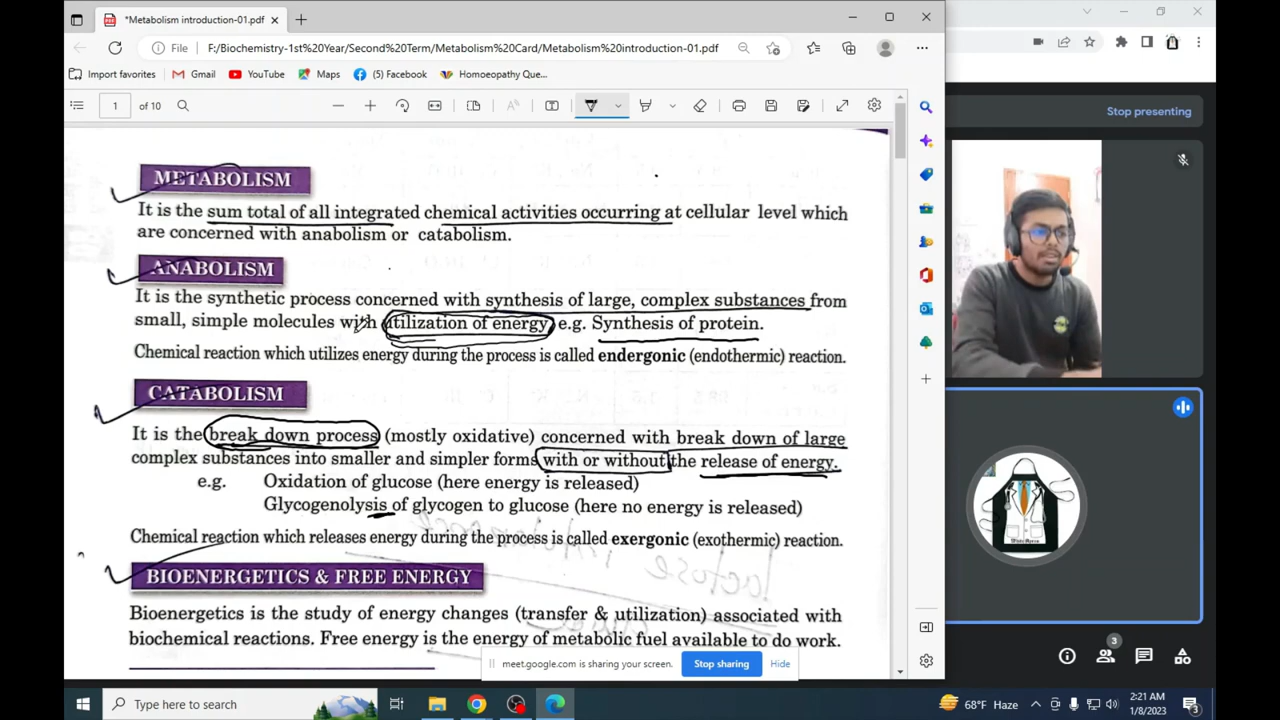 *Metabolism introduction-01.pdf
File
F:/Biochemistry-1st%20Year/Second%20Term/Metabolism%20Card/Metabolism%20introduction-01.pdf
Import favorites
Gmail
YouTube
Maps
(5) Facebook
Homoeopathy Que...
1
of 10
Stop presenting
METABOLISM
It is the sum total of all integrated chemical activities occurring at cellular level which
are concerned with anabolism or catabolism.
ANABOLISM
It is the synthetic process concerned with synthesis of large, complex substances from
small, simple molecules with utilization of energy e.g. Synthesis of protein.
Chemical reaction which utilizes energy during the process is called endergonic (endothermic) reaction.
CATABOLISM
It is the break down process (mostly oxidative) concerned with break down of large
complex substances into smaller and simpler forms with or without the release of energy.
e.g. Oxidation of glucose (here energy is released)
Glycogenolysis of glycogen to glucose (here no energy is released)
Chemical reaction which releases energy during the process is called exergonic (exothermic) reaction.
BIOENERGETICS & FREE ENERGY
Bioenergetics is the study of energy changes (transfer & utilization) associated with
biochemical reactions. Free energy is the energy of metabolic fuel available to do work.
meet.google.com is sharing your screen.
Stop sharing
Hide
3
Type here to search
68°F Haze
2:21 AM
1/8/2023
3